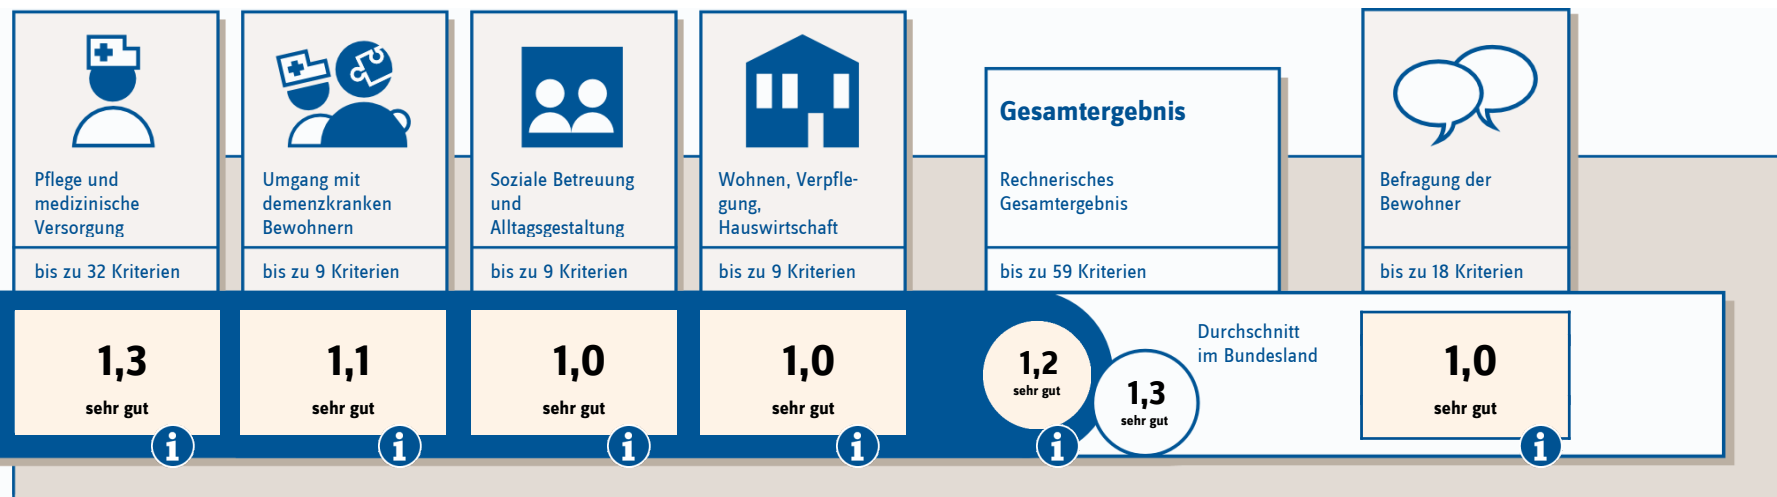 Pflege und
medizinische
Versorgung
bis zu 32 Kriterien
1,3
sehr gut
Umgang mit
demenzkranken
Bewohnern
bis zu 9 Kriterien
1,1
sehr gut
Soziale Betreuung
und
Alltagsgestaltung
bis zu 9 Kriterien
1,0
sehr gut
Wohnen, Verpfle-
gung,
Hauswirtschaft
bis zu 9 Kriterien
1,0
sehr gut
Gesamtergebnis
Rechnerisches
Gesamtergebnis
bis zu 59 Kriterien
1,2
sehr gut
1,3
sehr gut
Durchschnitt
im Bundesland
Befragung der
Bewohner
bis zu 18 Kriterien
1,0
sehr gut